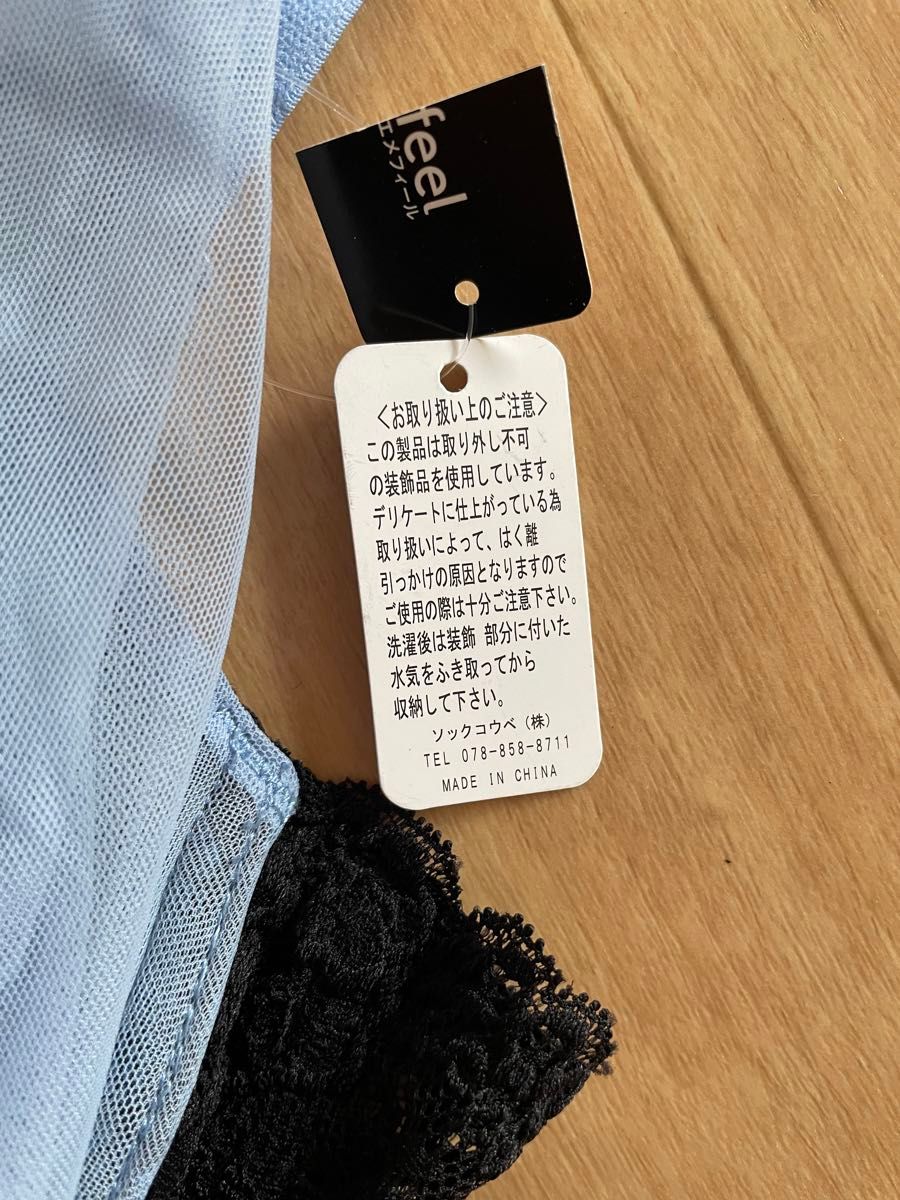 feel
エメフィール
<お取り扱い上のご注意>
この製品は取り外し不可
の装飾品を使用しています。
デリケートに仕上がっている為
取り扱いによって、はく離
引っかけの原因となりますので
ご使用の際は十分ご注意下さい。
洗濯後は装飾 部分に付いた
水気をふき取ってから
収納して下さい。
ソックコウベ（株）
TEL 078-858-8711
MADE IN CHINA